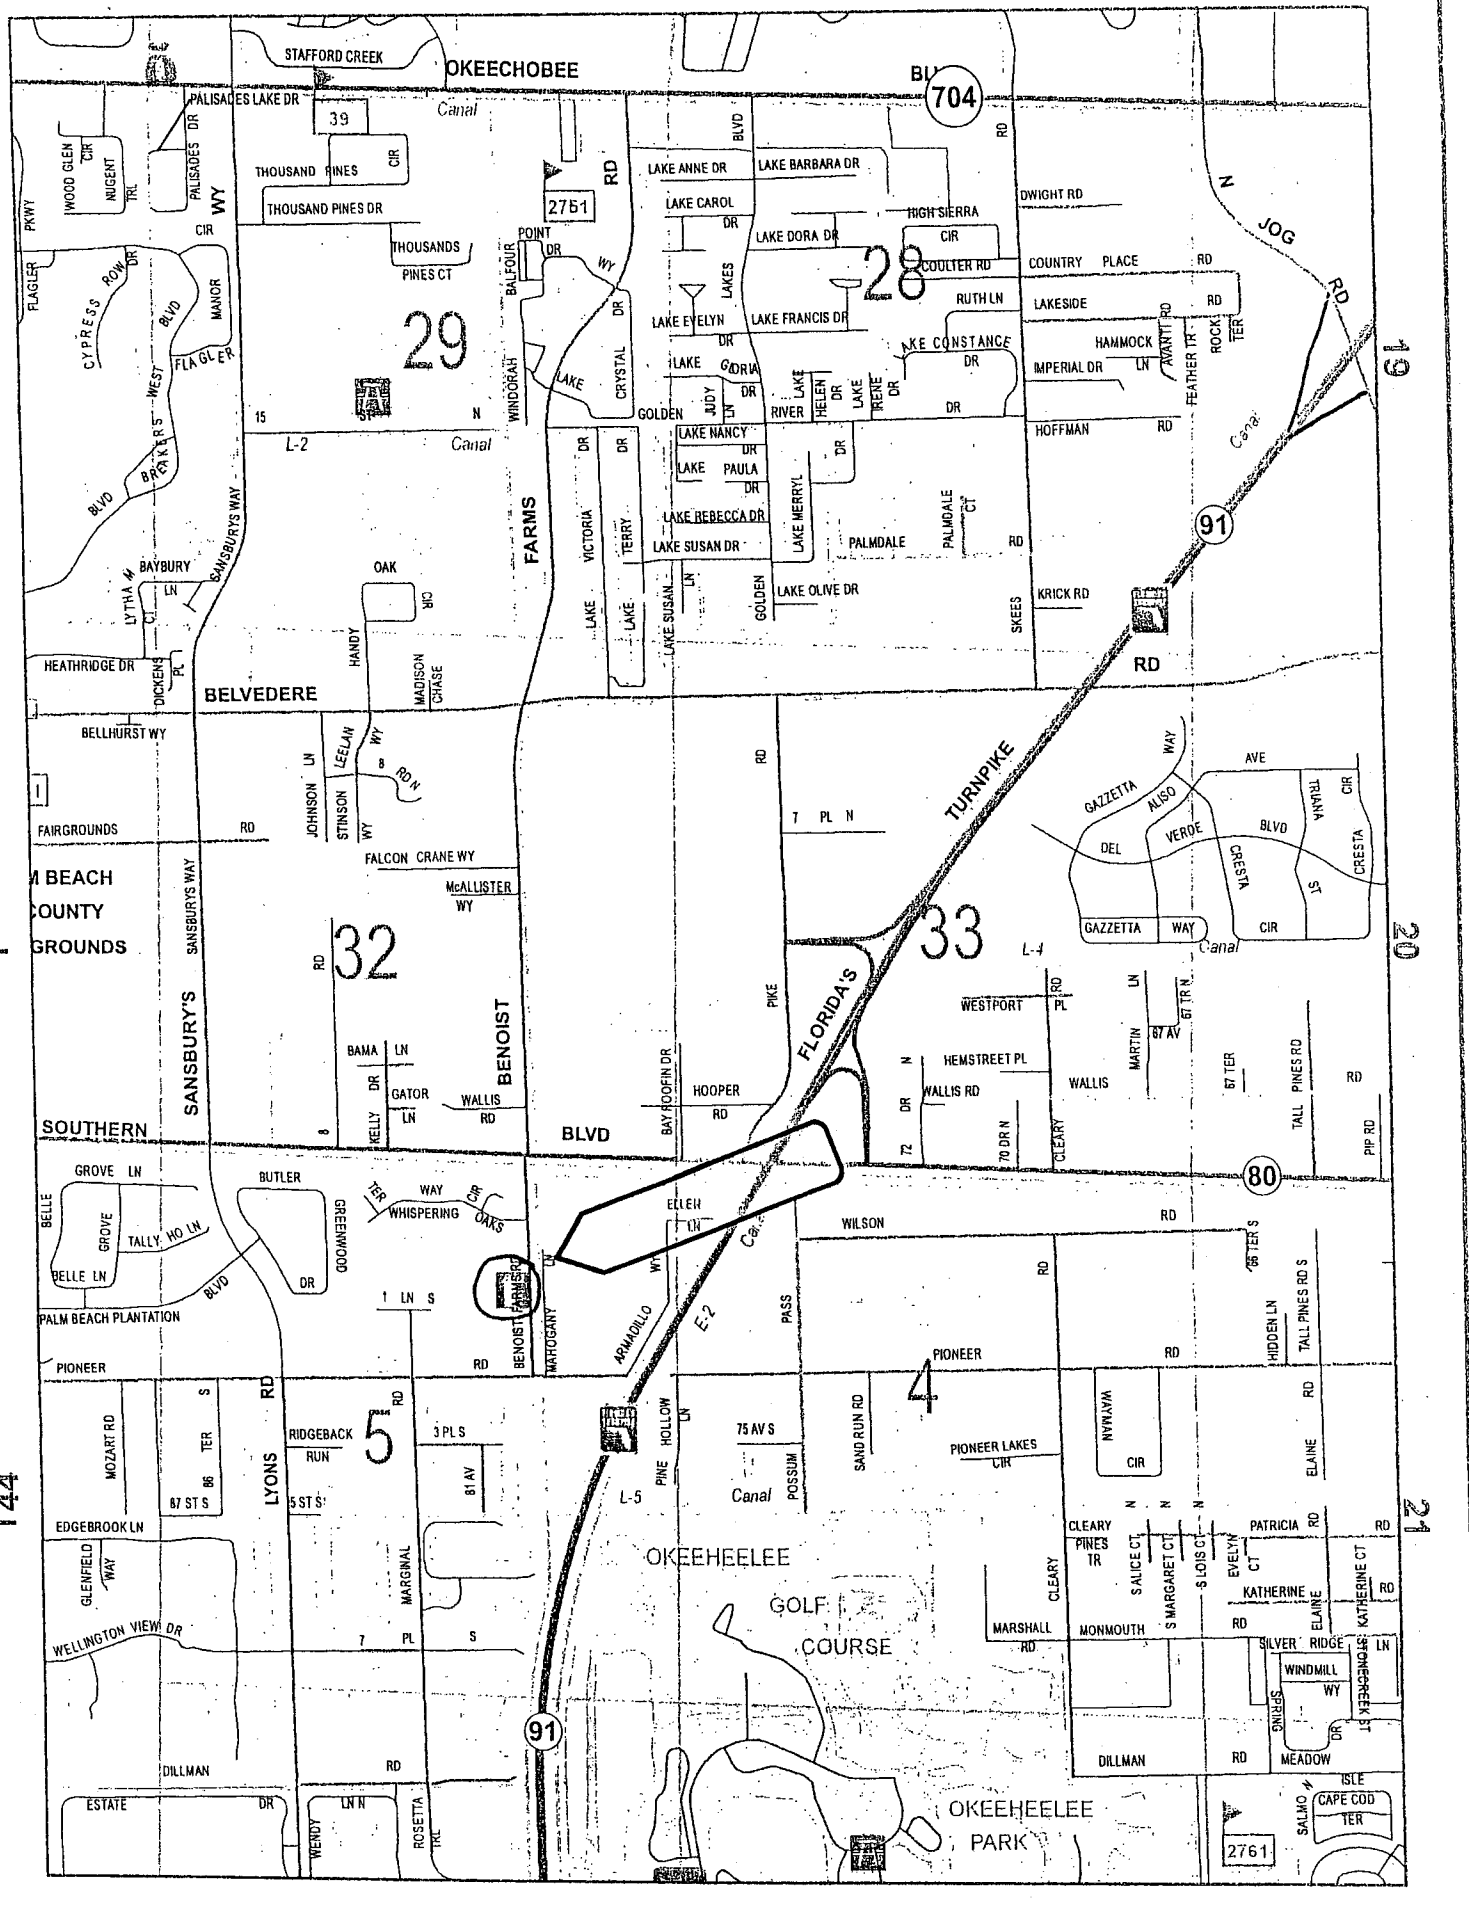 STAFFORD CREEK
OKEECHOBEE
704
PALISADES LAKE DR
39
Canal
BLVD
RD
WOOD GLEN
CIR
NUGENT
TRL
PALISADES
DR
WY
THOUSAND PINES
CIR
RD
LAKE ANNE DR
LAKE BARBARA DR
THOUSAND PINES DR
2751
LAKE CAROL
DR
DWIGHT RD
N
JOG
RD
PKWY
FLAGLER
CIR
THOUSANDS
PINES CT
POINT
DR
BALFOUR
WY
LAKE DORA DR
HIGH SIERRA
CIR
28
COULTER RD
COUNTRY PLACE RD
CYPRESS
ROW
DR
BLVD
MANOR
FLAGLER
29
LAKES
DR
RUTH LN
LAKESIDE
RD
LAKE EVELYN
DR
LAKE FRANCIS DR
HAMMOCK
LN
AVANTI RD
FEATHER TR
ROCK
TER
19
WEST
WINDORAH
LAKE
CRYSTAL
LAKE
GLORIA
DR
CONSTANCE
DR
IMPERIAL DR
15
N
GOLDEN
JUDY
LN
RIVER
LAKE
HELEN
DR
LAKE
IRENE
DR
DR
L-2
Canal
LAKE NANCY
DR
HOFFMAN
RD
Canal
BREAKERS
BLVD
DR
DR
LAKE PAULA
DR
DR
SANSBURYS WAY
FARMS
VICTORIA
TERRY
LAKE REBECCA DR
LAKE MERRYL
PALMDALE
CT
91
LAKE SUSAN DR
PALMDALE
RD
BAYBURY
LN
OAK
CIR
LYTHAM
CT
LAKE
LAKE
LAKE SUSAN
LN
GOLDEN
LAKE OLIVE DR
SKEES
KRICK RD
HANDY
HEATHRIDGE DR
DICKENS
PL
MADISON
CHASE
RD
BELVEDERE
BELLHURST WY
JOHNSON LN
LEELAN
WY
8
RD N
STINSON
WY
RD
TURNPIKE
WAY
GAZZETTA
ALISO
AVE
TRIANA
ST
CIR
FAIRGROUNDS
RD
7 PL N
DEL
VERDE
BLVD
CRESTA
CRESTA
FALCON CRANE WY
M BEACH
COUNTY
GROUNDS
McALLISTER
WY
SANSBURYS WAY
32
RD
33
L-4
GAZZETTA
WAY
CIR
Canal
20
SANSBURY'S
BENOIST
PIKE
FLORIDA'S
WESTPORT
RD
PL
LN
MARTIN
67 TR N
67 AV
BAMA LN
BAY ROOFIN DR
HEMSTREET PL
N
WALLIS
67 TER
TALL PINES RD
RD
KELLY DR
GATOR
LN
WALLIS
RD
HOOPER
RD
WALLIS RD
72 DR
70 DR N
CLEARY
PIP RD
SOUTHERN
8
BLVD
80
GROVE LN
BUTLER
TER
WAY
WHISPERING
CIR
OAKS
ELLEN
LN
BELLE
GROVE
TALLY HO LN
GREENWOOD
DR
WILSON
RD
66 TER S
BELLE LN
BLVD
LN
WY
RD
PALM BEACH PLANTATION
1 LN S
BENOIST FARMS RD
MAHOGANY
ARMADILLO
E-2
PASS
HIDDEN LN
TALL PINES RD S
PIONEER
RD
PIONEER
RD
4
S
RD
RD
MOZART RD
TER
86
87 ST S
LYONS
RIDGEBACK
RUN
5
5 ST S
3 PL S
81 AV
PINE HOLLOW
LN
75 AV S
POSSUM
SAND RUN RD
PIONEER LAKES
CIR
WAYMAN
CIR
RD
ELAINE
144
L-5
Canal
21
EDGEBROOK LN
GLENFIELD
WAY
MARGINAL
OKEEHEELEE
GOLF
COURSE
CLEARY
CLEARY
PINES
TR
N
N
N
S ALICE CT
S MARGARET CT
S LOIS CT
EVELYN
CT
PATRICIA
RD
RD
KATHERINE
RD
ELAINE
KATHERINE CT
WELLINGTON VIEW DR
7 PL S
MARSHALL
RD
MONMOUTH
RD
SILVER RIDGE
LN
WINDMILL
WY
SPRING
DR
STONECREEK ST
91
DILLMAN
RD
DILLMAN
RD
MEADOW
ESTATE
DR
LN N
WENDY
ROSETTA
TRL
OKEEHEELEE
PARK
ISLE
CAPE COD
TER
SALMO N
2761